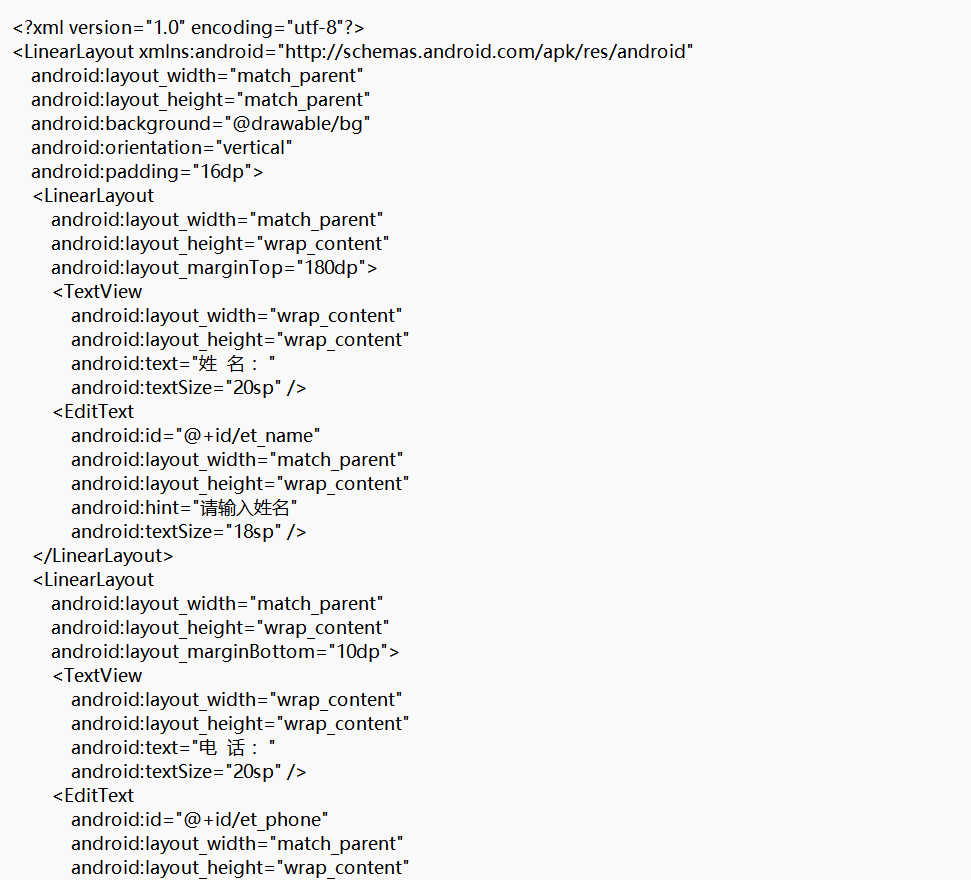 <?xml version="1.0" encoding="utf-8"?>
<LinearLayout xmlns:android="http://schemas.android.com/apk/res/android"
    android:layout_width="match_parent"
    android:layout_height="match_parent"
    android:background="@drawable/bg"
    android:orientation="vertical"
    android:padding="16dp">
    <LinearLayout
        android:layout_width="match_parent"
        android:layout_height="wrap_content"
        android:layout_marginTop="180dp">
        <TextView
            android:layout_width="wrap_content"
            android:layout_height="wrap_content"
            android:text="姓  名： "
            android:textSize="20sp" />
        <EditText
            android:id="@+id/et_name"
            android:layout_width="match_parent"
            android:layout_height="wrap_content"
            android:hint="请输入姓名"
            android:textSize="18sp" />
    </LinearLayout>
    <LinearLayout
        android:layout_width="match_parent"
        android:layout_height="wrap_content"
        android:layout_marginBottom="10dp">
        <TextView
            android:layout_width="wrap_content"
            android:layout_height="wrap_content"
            android:text="电  话： "
            android:textSize="20sp" />
        <EditText
            android:id="@+id/et_phone"
            android:layout_width="match_parent"
            android:layout_height="wrap_content"